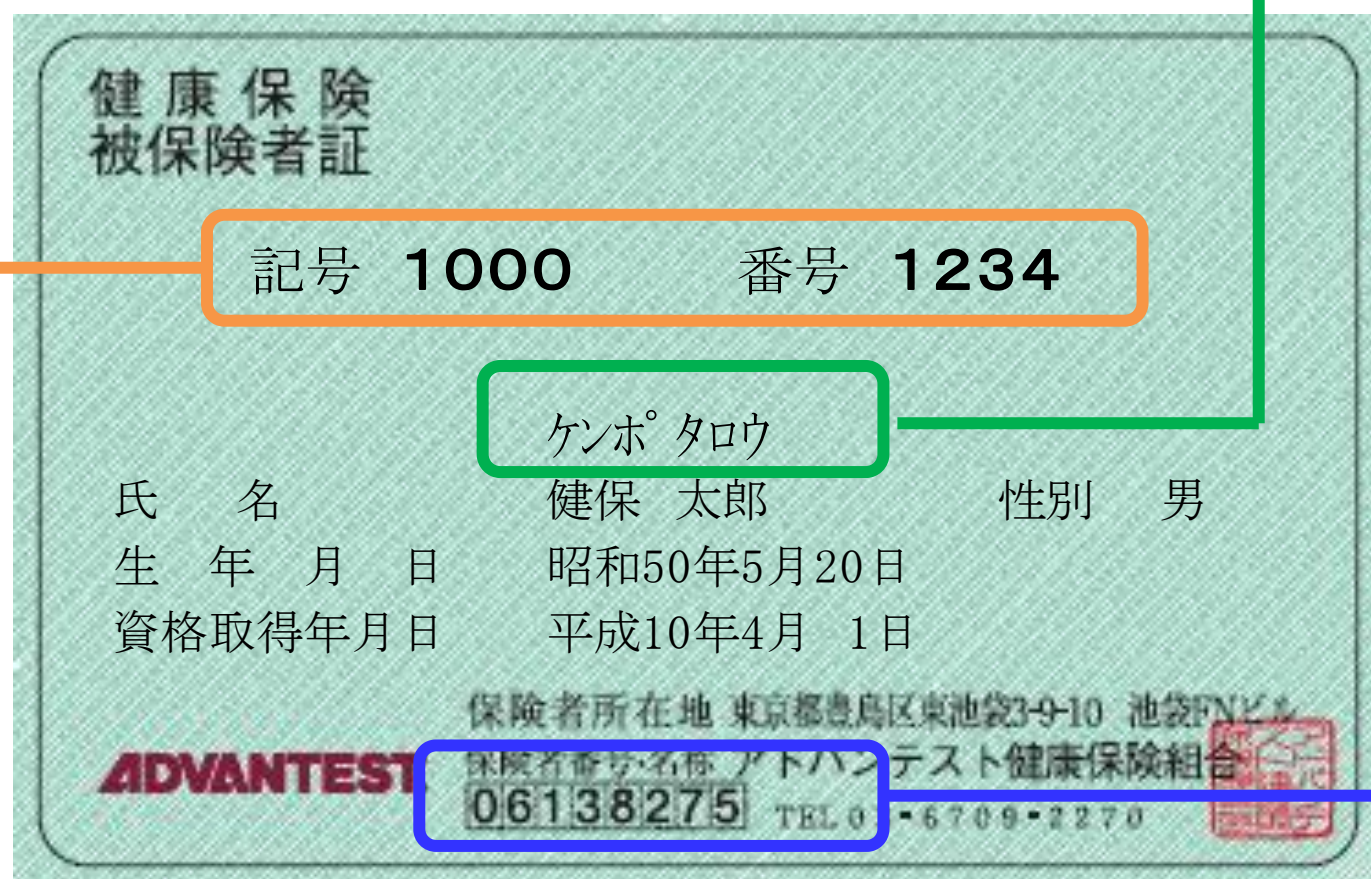 健康保険
被保険者証
記号 1000 番号 1234
ケンポ タロウ
氏名 健保 太郎 性別 男
生年月日 昭和50年5月20日
資格取得年月日 平成10年4月 1日
保険者所在地 東京都豊島区東池袋3-9-10 池袋FNビル
ADVANTEST 保険者番号・名称 アドバンテスト健康保険組合
06138275 TEL 0 -6709-2270